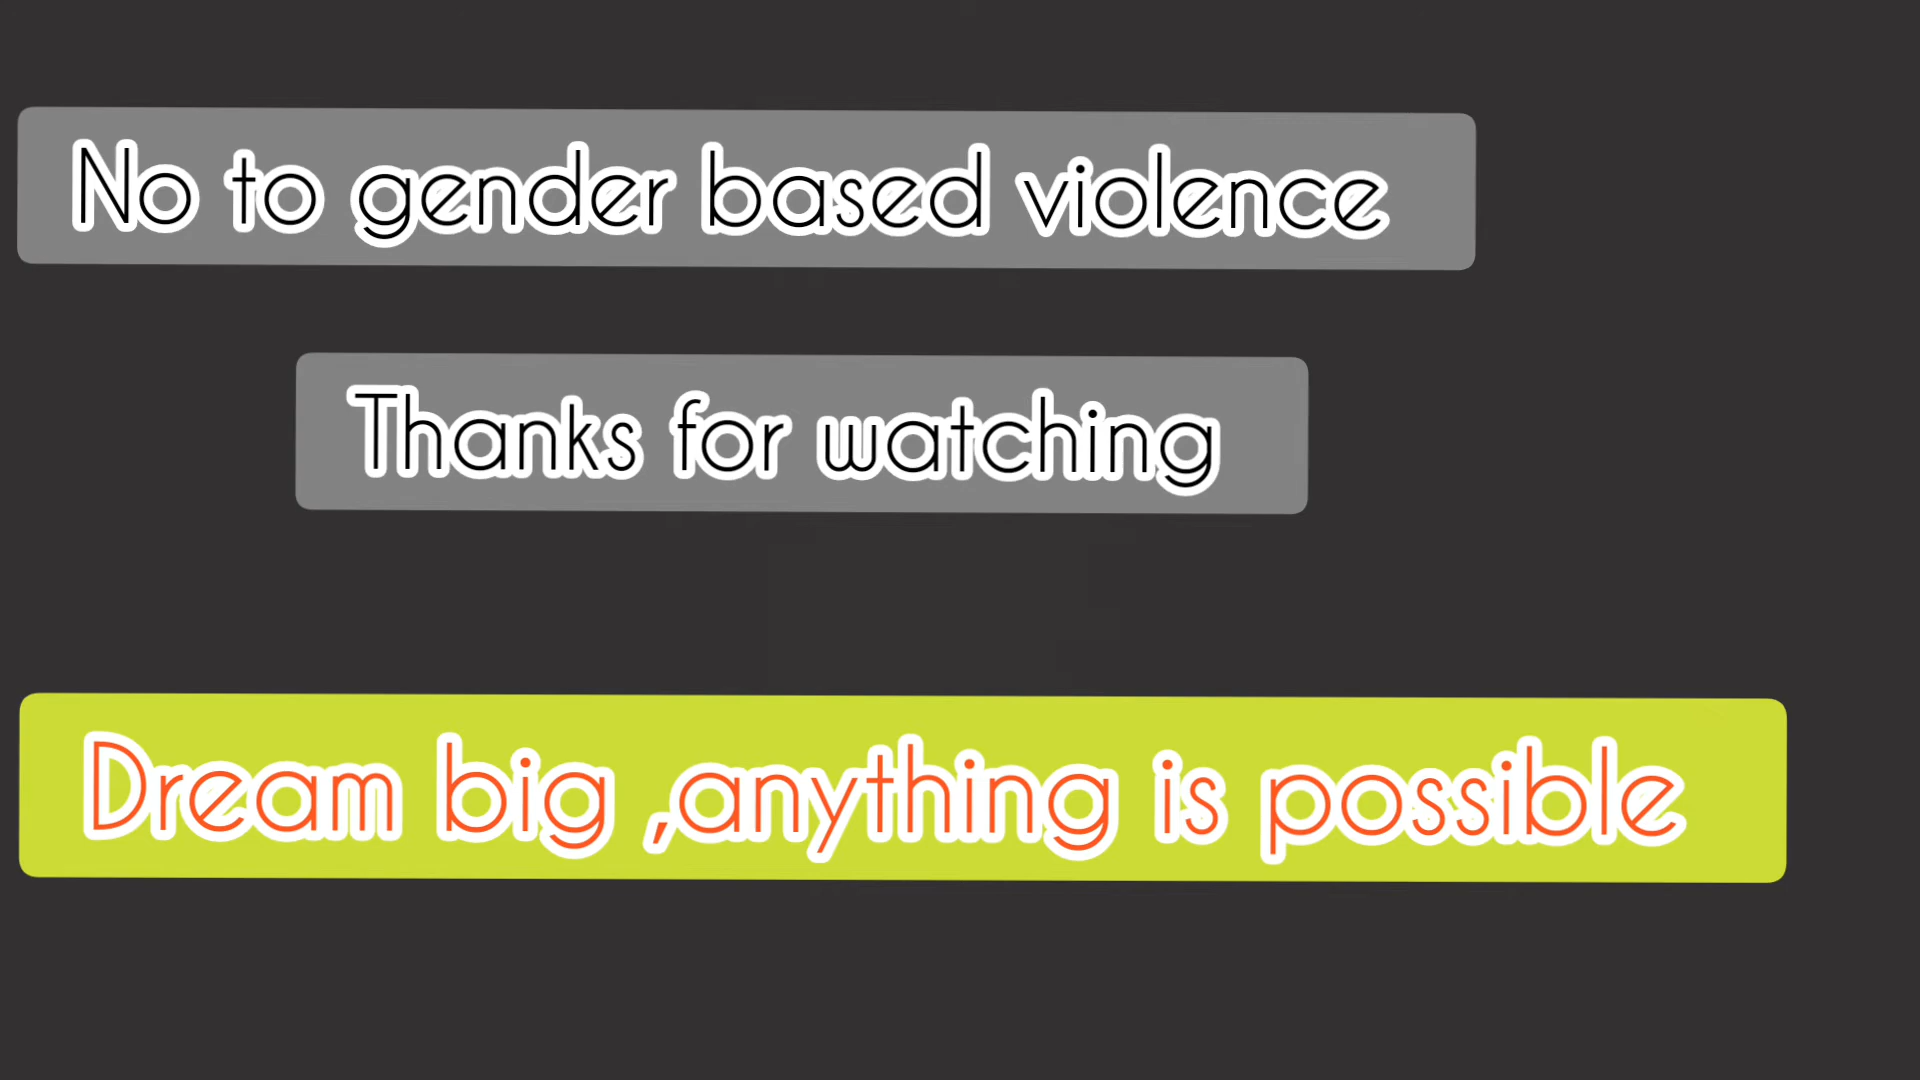 No to gender based violence
Thanks for watching
Dream big ,anything is possible